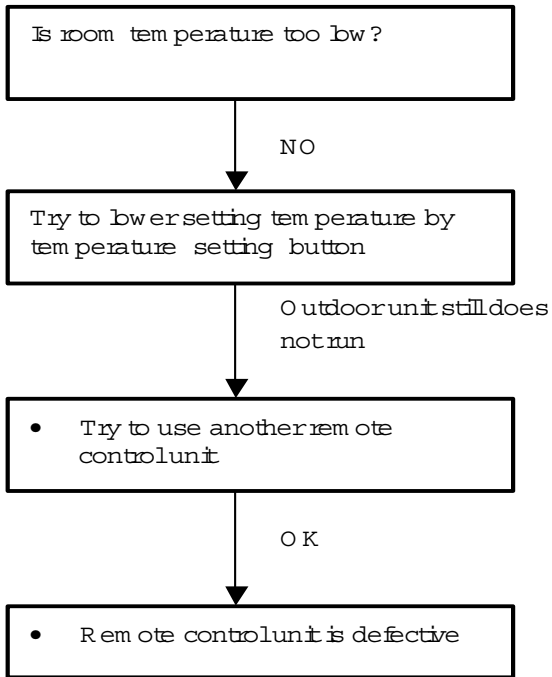 Is room temperature too low?
NO
Try to lower setting temperature by
temperature setting button
Outdoor unit still does
not run
• Try to use another remote
control unit
OK
• Remote control unit is defective